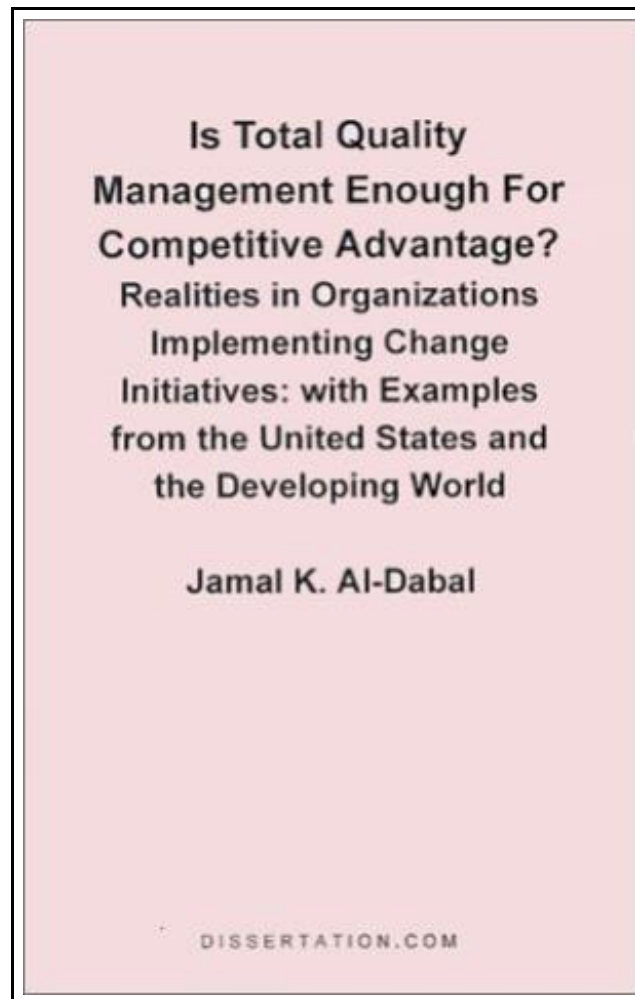 Is Total Quality
Management Enough For
Competitive Advantage?
Realities in Organizations
Implementing Change
Initiatives: with Examples
from the United States and
the Developing World
Jamal K. Al-Dabal
DISSERTATION.COM